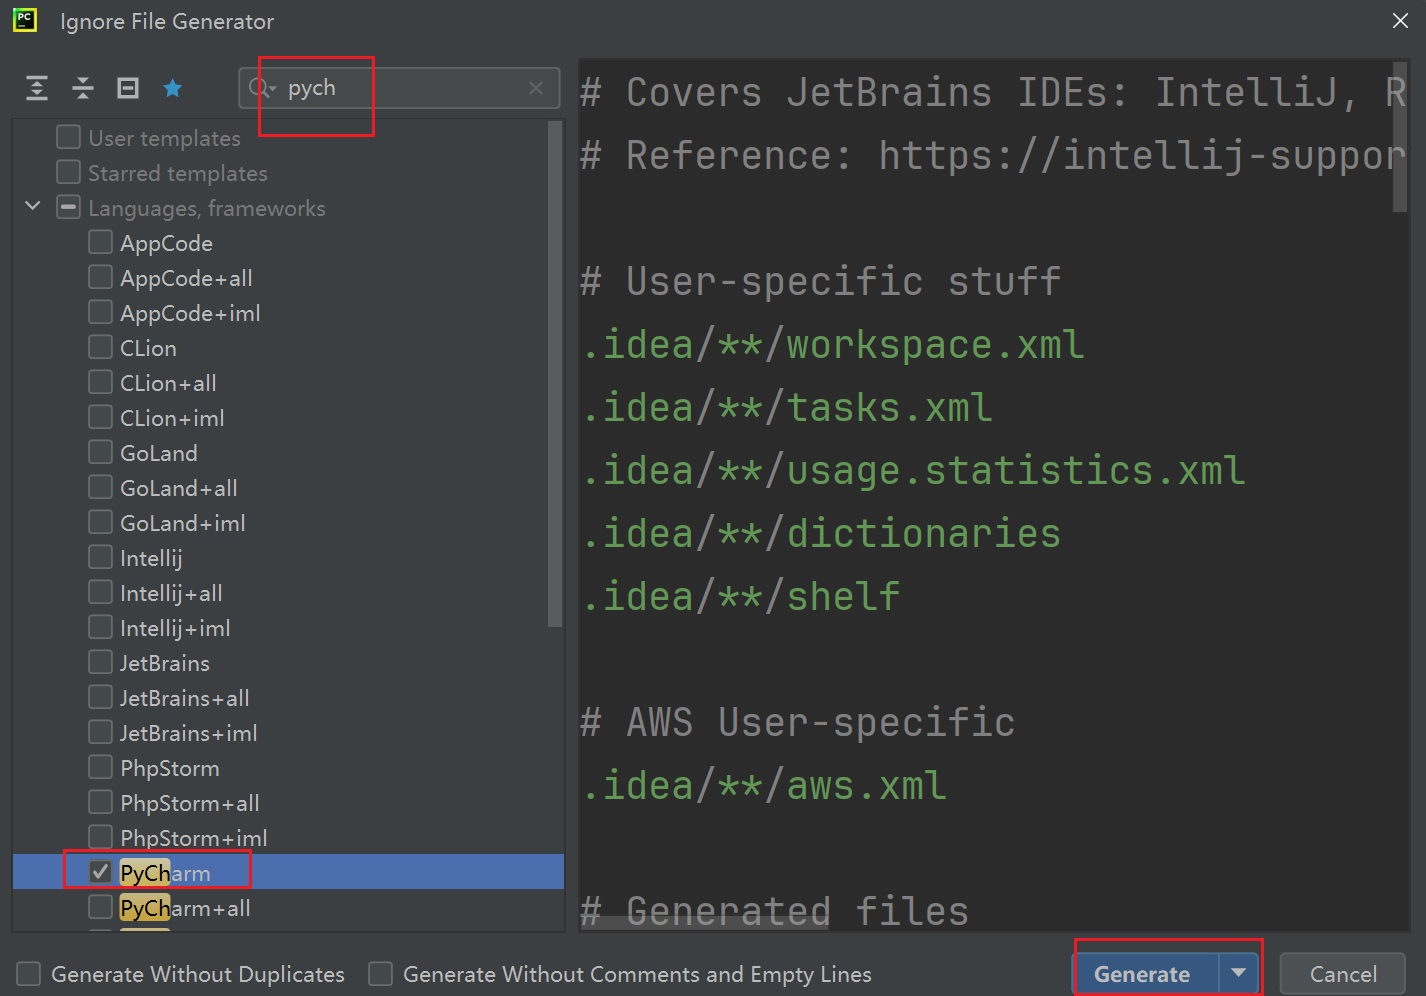 PC
Ignore File Generator
pych
User templates
Starred templates
Languages, frameworks
AppCode
AppCode+all
AppCode+iml
CLion
CLion+all
CLion+iml
GoLand
GoLand+all
GoLand+iml
Intellij
Intellij+all
Intellij+iml
JetBrains
JetBrains+all
JetBrains+iml
PhpStorm
PhpStorm+all
PhpStorm+iml
PyCharm
PyCharm+all
# Covers JetBrains IDEs: IntelliJ, R
# Reference: https://intellij-suppor
# User-specific stuff
.idea/**/workspace.xml
.idea/**/tasks.xml
.idea/**/usage.statistics.xml
.idea/**/dictionaries
.idea/**/shelf
# AWS User-specific
.idea/**/aws.xml
# Generated files
Generate Without Duplicates
Generate Without Comments and Empty Lines
Generate
Cancel